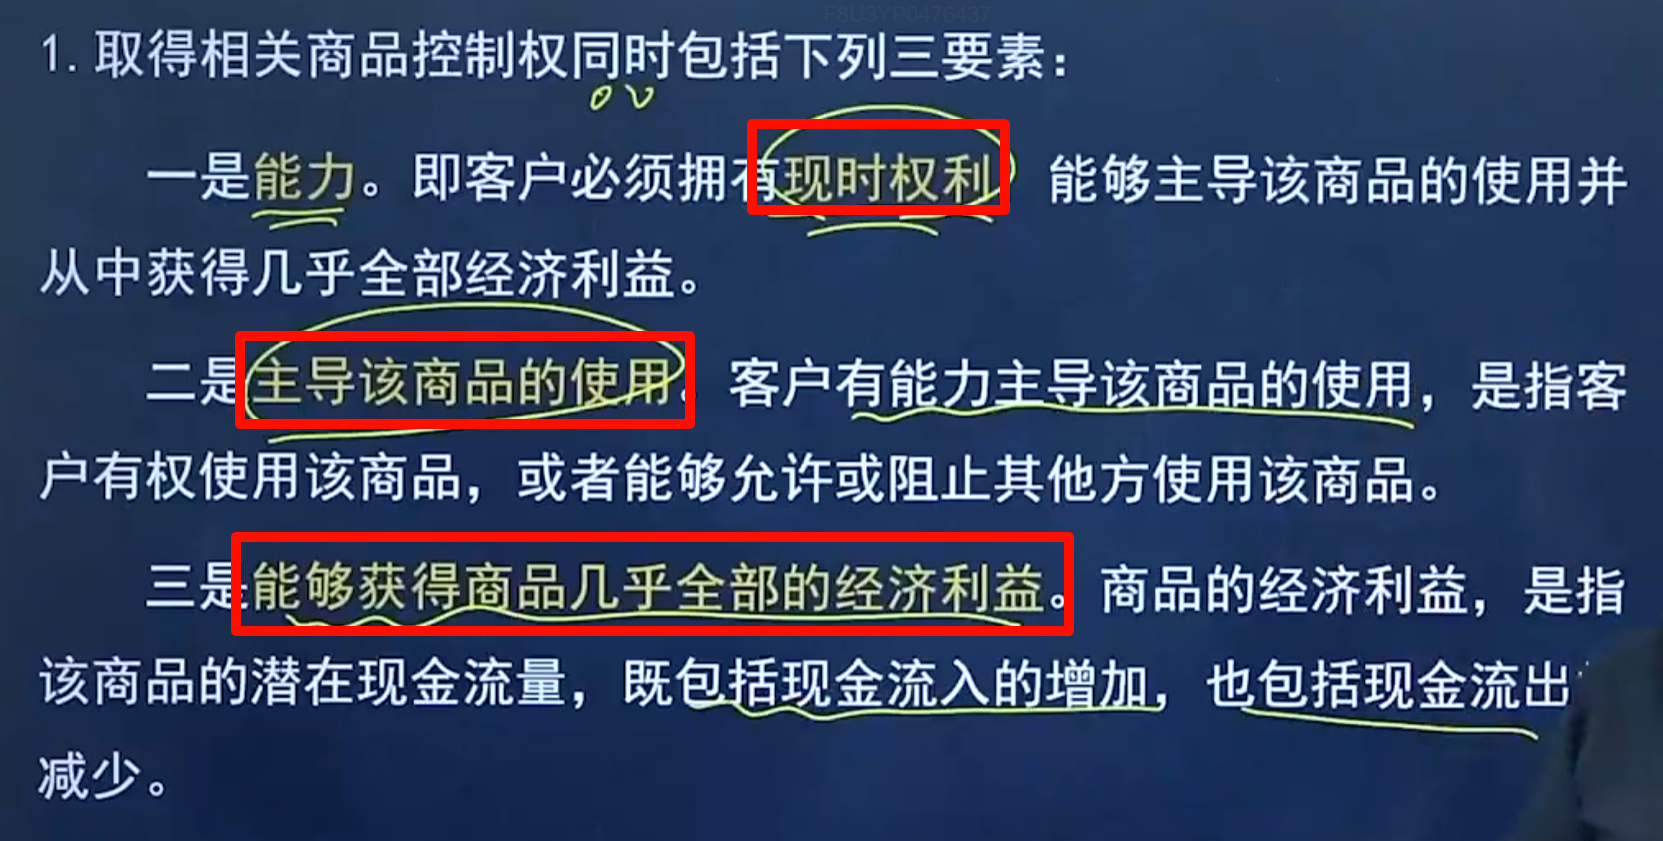 F8U3YP0476437
1.取得相关商品控制权同时包括下列三要素：
一是能力。即客户必须拥有现时权利 能够主导该商品的使用并
从中获得几乎全部经济利益。
二是主导该商品的使用。客户有能力主导该商品的使用，是指客
户有权使用该商品，或者能够允许或阻止其他方使用该商品。
三是能够获得商品几乎全部的经济利益。商品的经济利益，是指
该商品的潜在现金流量，既包括现金流入的增加，也包括现金流出
减少。